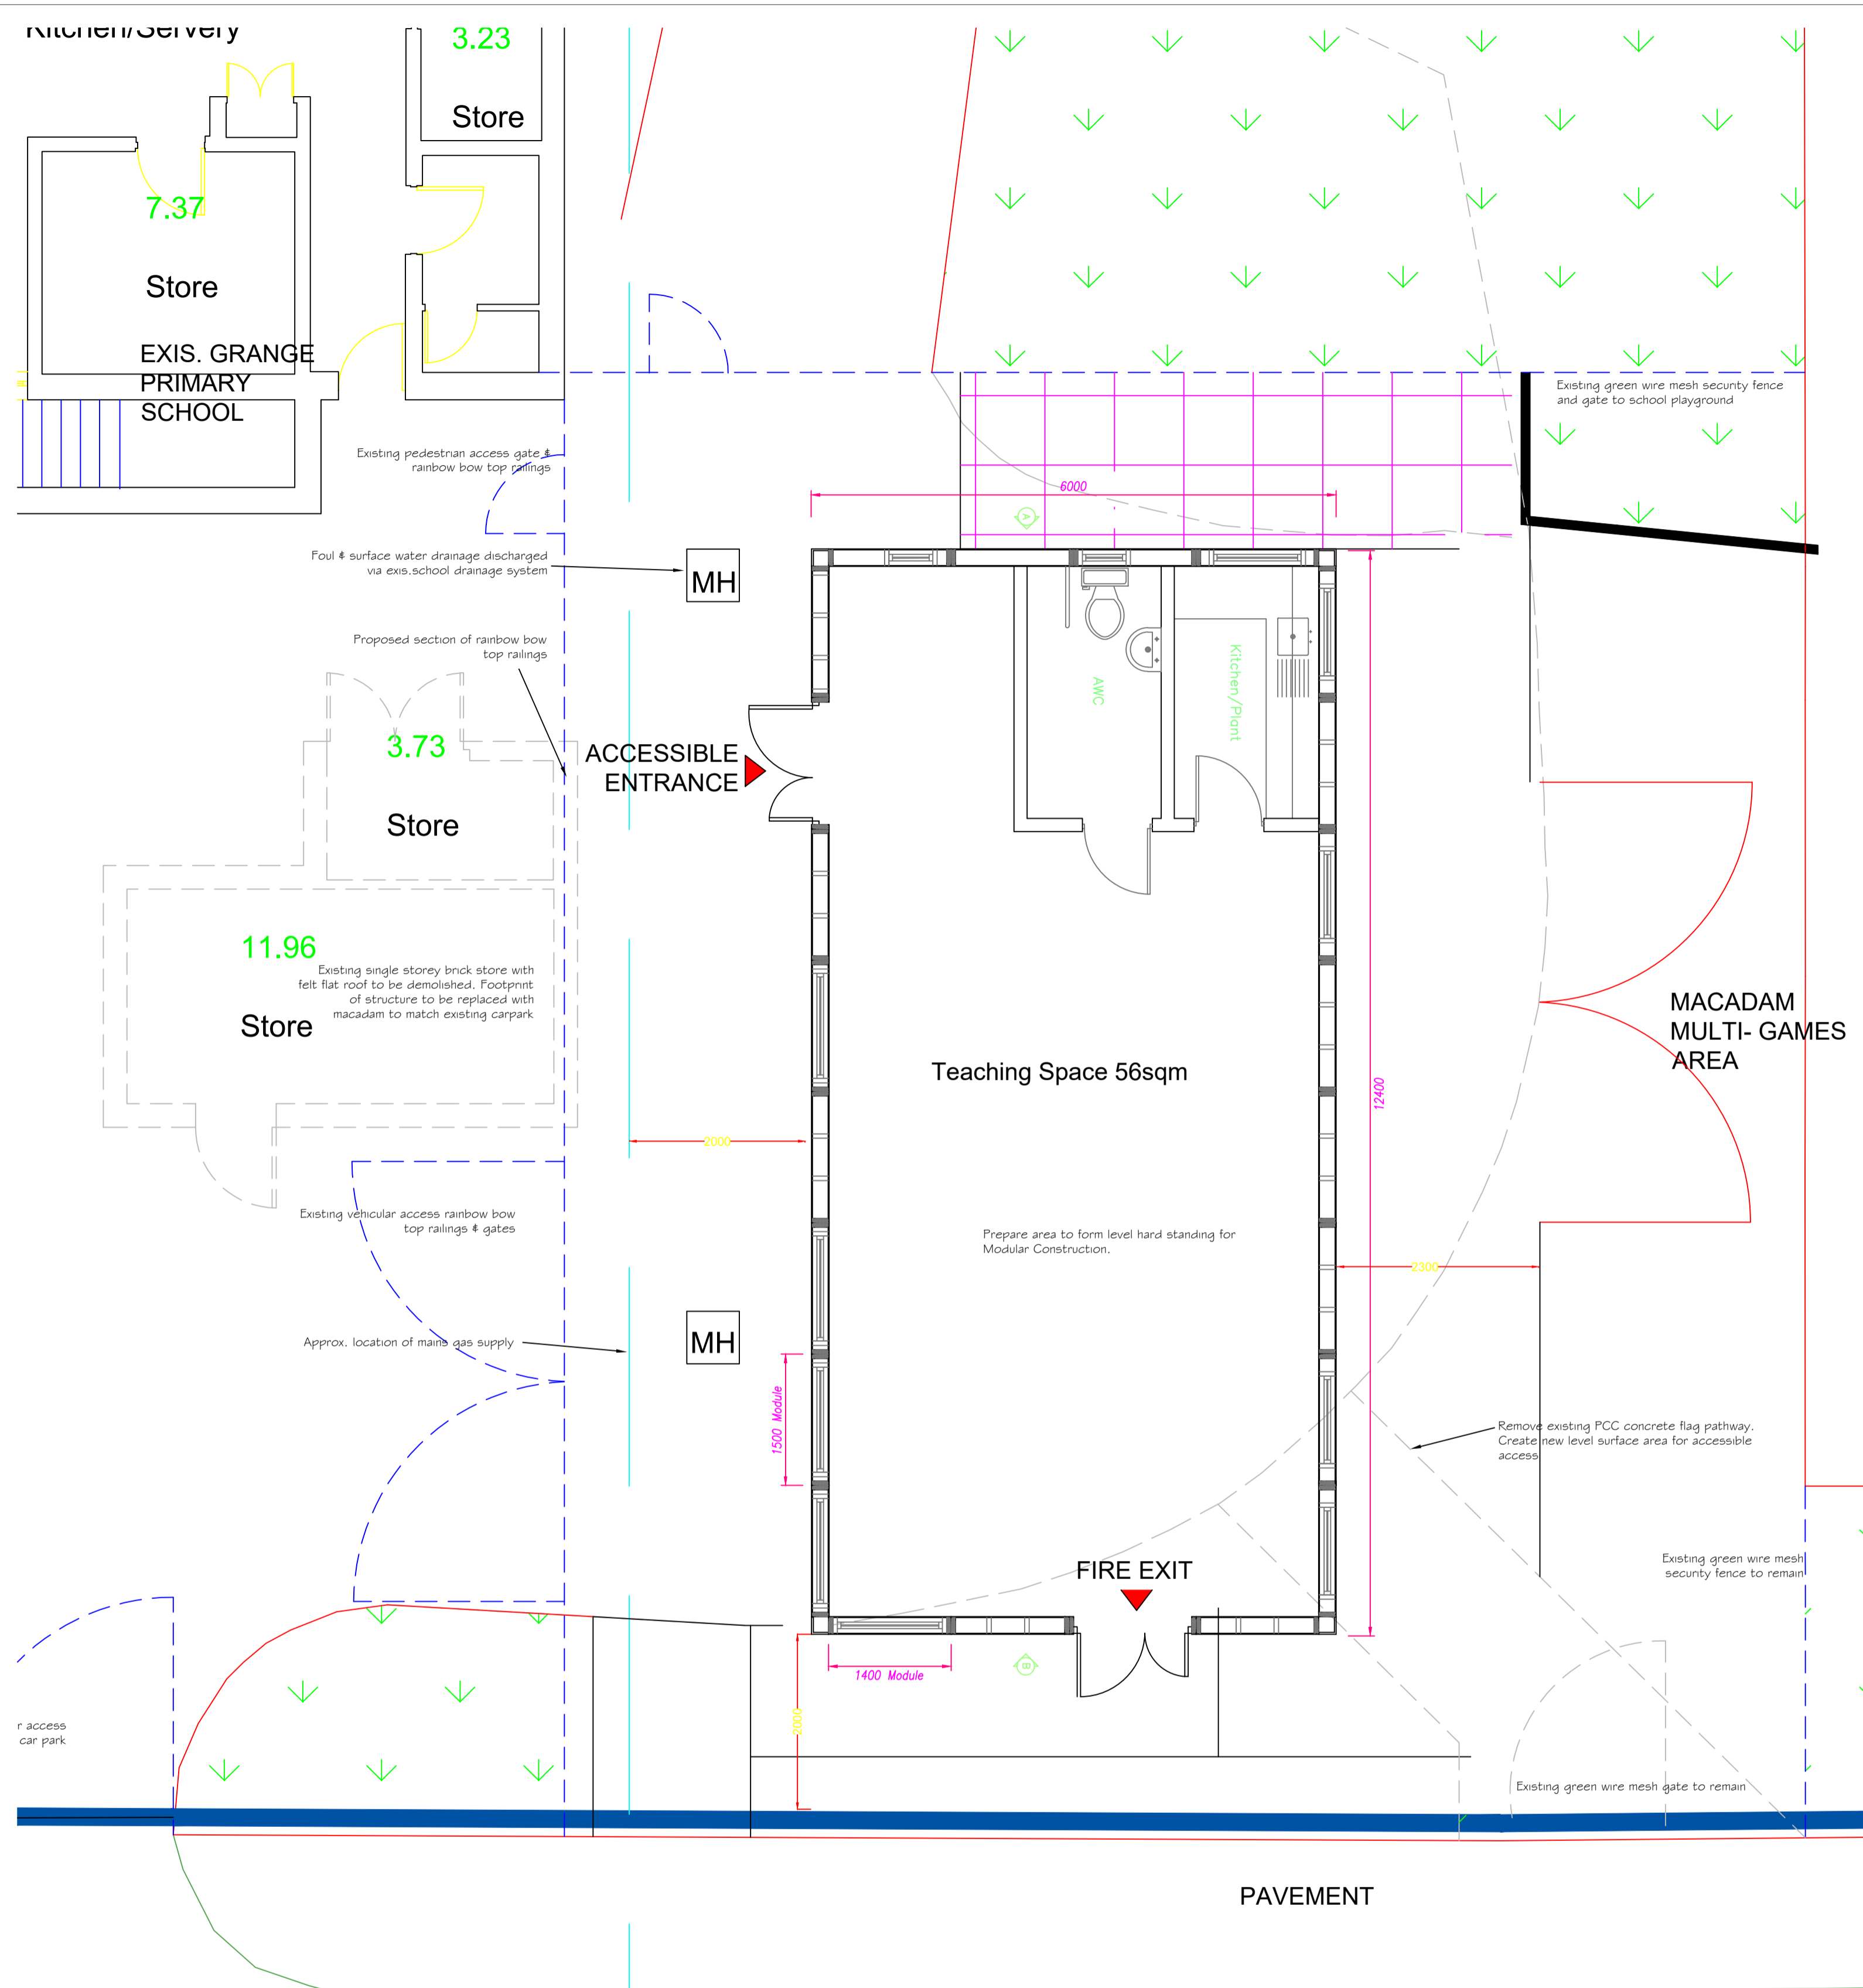 Kitchen/Servery
3.23
Store
7.37
Store
EXIS. GRANGE
PRIMARY
SCHOOL
Existing green wire mesh security fence
and gate to school playground
Existing pedestrian access gate &
rainbow bow top railings
6000
A
Foul & surface water drainage discharged
via exis.school drainage system
MH
Proposed section of rainbow bow
top railings
AWC
Kitchen/Plant
3.73
Store
ACCESSIBLE
ENTRANCE
11.96
Store
Existing single storey brick store with
felt flat roof to be demolished. Footprint
of structure to be replaced with
macadam to match existing carpark
MACADAM
MULTI- GAMES
AREA
Teaching Space 56sqm
12400
2000
Existing vehicular access rainbow bow
top railings & gates
Prepare area to form level hard standing for
Modular Construction.
2300
Approx. location of mains gas supply
MH
1500 Module
Remove existing PCC concrete flag pathway.
Create new level surface area for accessible
access
FIRE EXIT
Existing green wire mesh
security fence to remain
1400 Module
B
2000
r access
car park
Existing green wire mesh gate to remain
PAVEMENT